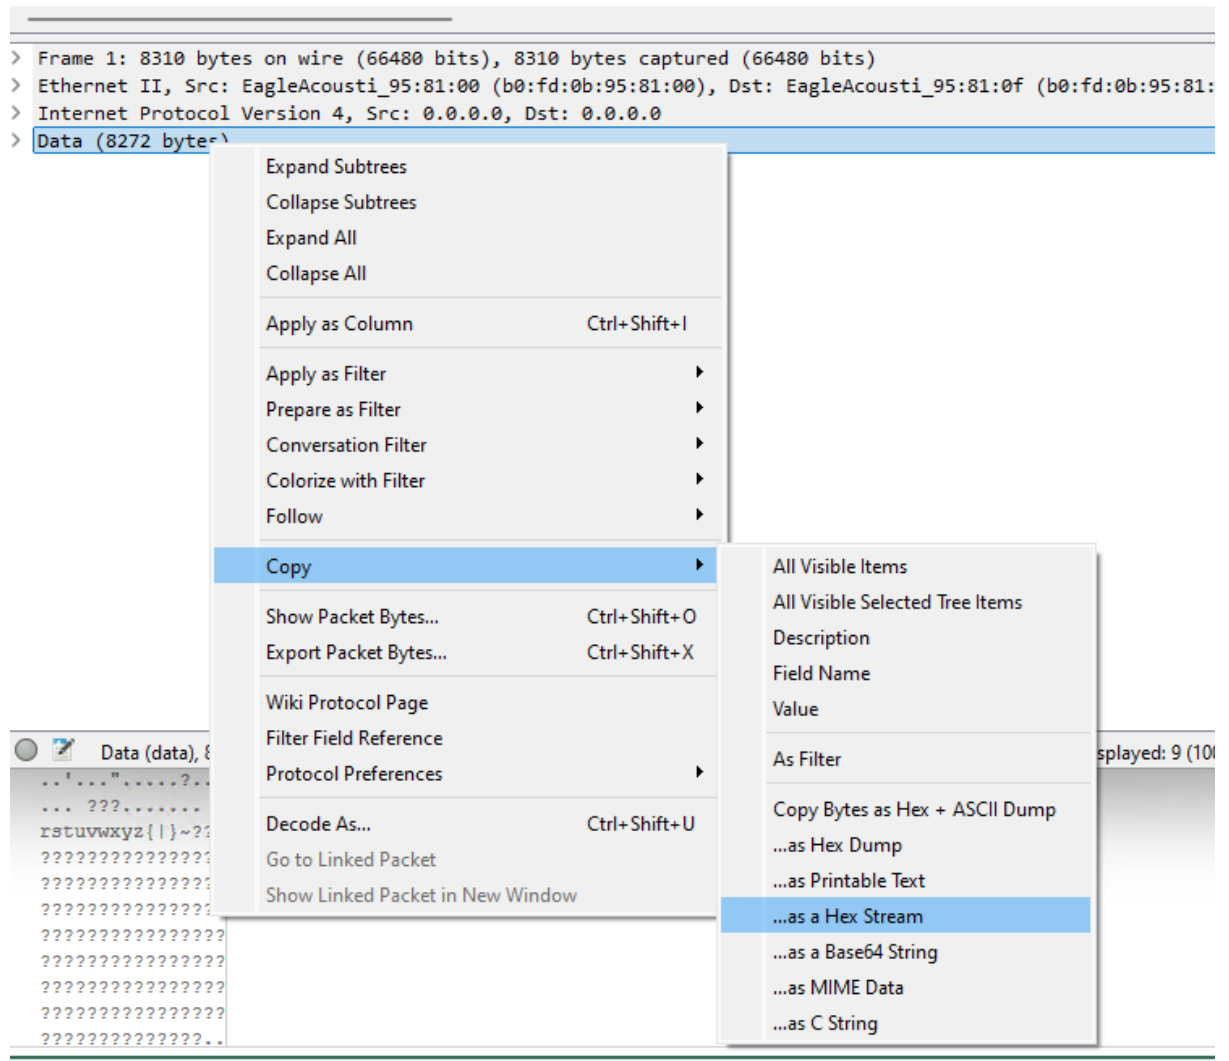 Frame 1: 8310 bytes on wire (66480 bits), 8310 bytes captured (66480 bits)
Ethernet II, Src: EagleAcousti_95:81:00 (b0:fd:0b:95:81:00), Dst: EagleAcousti_95:81:0f (b0:fd:0b:95:81:
Internet Protocol Version 4, Src: 0.0.0.0, Dst: 0.0.0.0
Data (8272 bytes)
Expand Subtrees
Collapse Subtrees
Expand All
Collapse All
Apply as Column Ctrl+Shift+I
Apply as Filter
Prepare as Filter
Conversation Filter
Colorize with Filter
Follow
Copy
Show Packet Bytes... Ctrl+Shift+O
Export Packet Bytes... Ctrl+Shift+X
Wiki Protocol Page
Filter Field Reference
Protocol Preferences
Decode As... Ctrl+Shift+U
Go to Linked Packet
Show Linked Packet in New Window
All Visible Items
All Visible Selected Tree Items
Description
Field Name
Value
As Filter
Copy Bytes as Hex + ASCII Dump
...as Hex Dump
...as Printable Text
...as a Hex Stream
...as a Base64 String
...as MIME Data
...as C String
Data (data), 8
splayed: 9 (100
..'...".....?..
... ???.......
rstuvwxyz{|}~??
???????????????
???????????????
???????????????
????????????????
????????????????
????????????????
????????????????
??????????????..